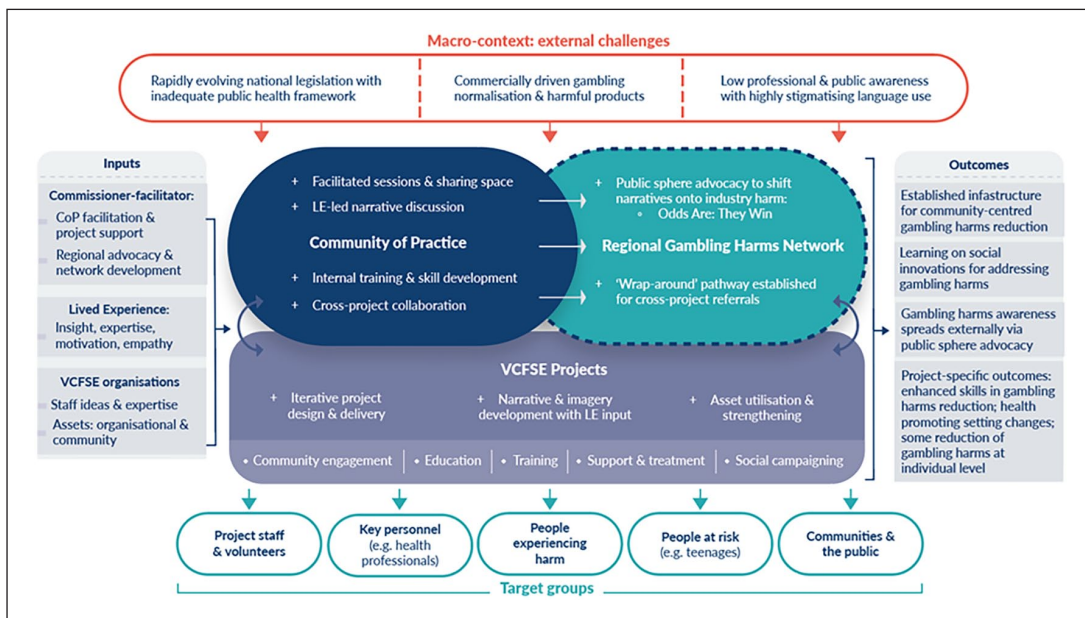 Macro-context: external challenges
Rapidly evolving national legislation with
inadequate public health framework
Commercially driven gambling
normalisation & harmful products
Low professional & public awareness
with highly stigmatising language use
Inputs
Commissioner-facilitator:
CoP facilitation &
project support
Regional advocacy &
network development
Lived Experience:
Insight, expertise,
motivation, empathy
VCFSE organisations
Staff ideas & expertise
Assets: organisational &
community
+ Facilitated sessions & sharing space
+ LE-led narrative discussion
Community of Practice
+ Internal training & skill development
+ Cross-project collaboration
+ Public sphere advocacy to shift
narratives onto industry harm:
◦ Odds Are: They Win
Regional Gambling Harms Network
+ ‘Wrap-around’ pathway established
for cross-project referrals
VCFSE Projects
+ Iterative project
design & delivery
+ Narrative & imagery
development with LE input
+ Asset utilisation &
strengthening
• Community engagement
• Education
• Training
• Support & treatment
• Social campaigning
Outcomes
Established infastructure
for community-centred
gambling harms reduction
Learning on social
innovations for addressing
gambling harms
Gambling harms awareness
spreads externally via
public sphere advocacy
Project-specific outcomes:
enhanced skills in gambling
harms reduction; health
promoting setting changes;
some reduction of
gambling harms at
individual level
Project staff
& volunteers
Key personnel
(e.g. health
professionals)
People
experiencing
harm
People at risk
(e.g. teenages)
Communities &
the public
Target groups